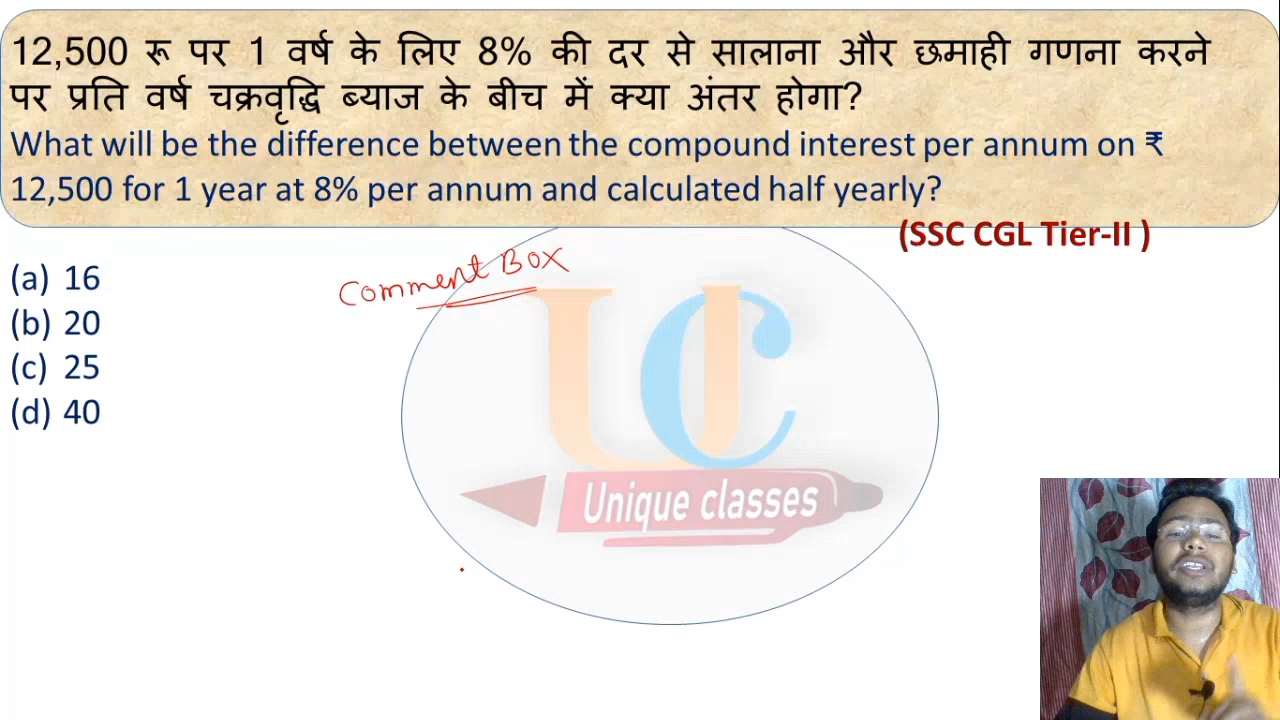 12,500 रू पर 1 वर्ष के लिए 8% की दर से सालाना और छमाही गणना करने
पर प्रति वर्ष चक्रवृद्धि ब्याज के बीच में क्या अंतर होगा?
What will be the difference between the compound interest per annum on ₹
12,500 for 1 year at 8% per annum and calculated half yearly?
(SSC CGL Tier-II )
Comment Box
(a) 16
(b) 20
(c) 25
(d) 40
UC
Unique classes